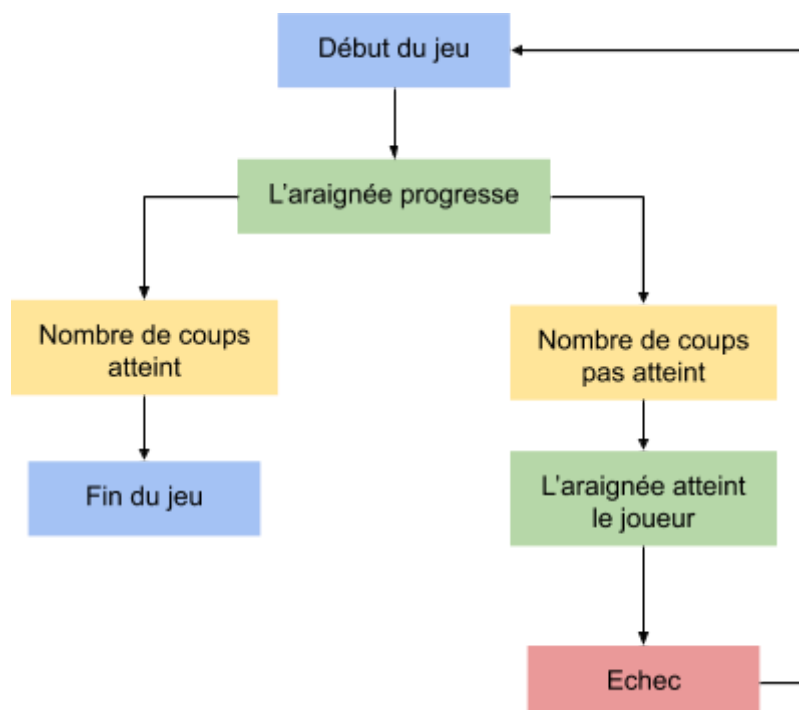 Début du jeu
L'araignée progresse
Nombre de coups
atteint
Nombre de coups
pas atteint
Fin du jeu
L'araignée atteint
le joueur
Echec